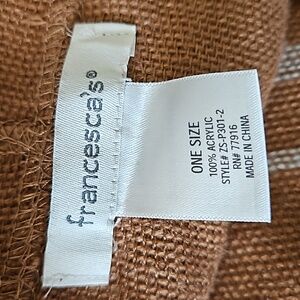 francesca's®
ONE SIZE
100% ACRYLIC
STYLE# ZS-P301-2
RN# 77916
MADE IN CHINA